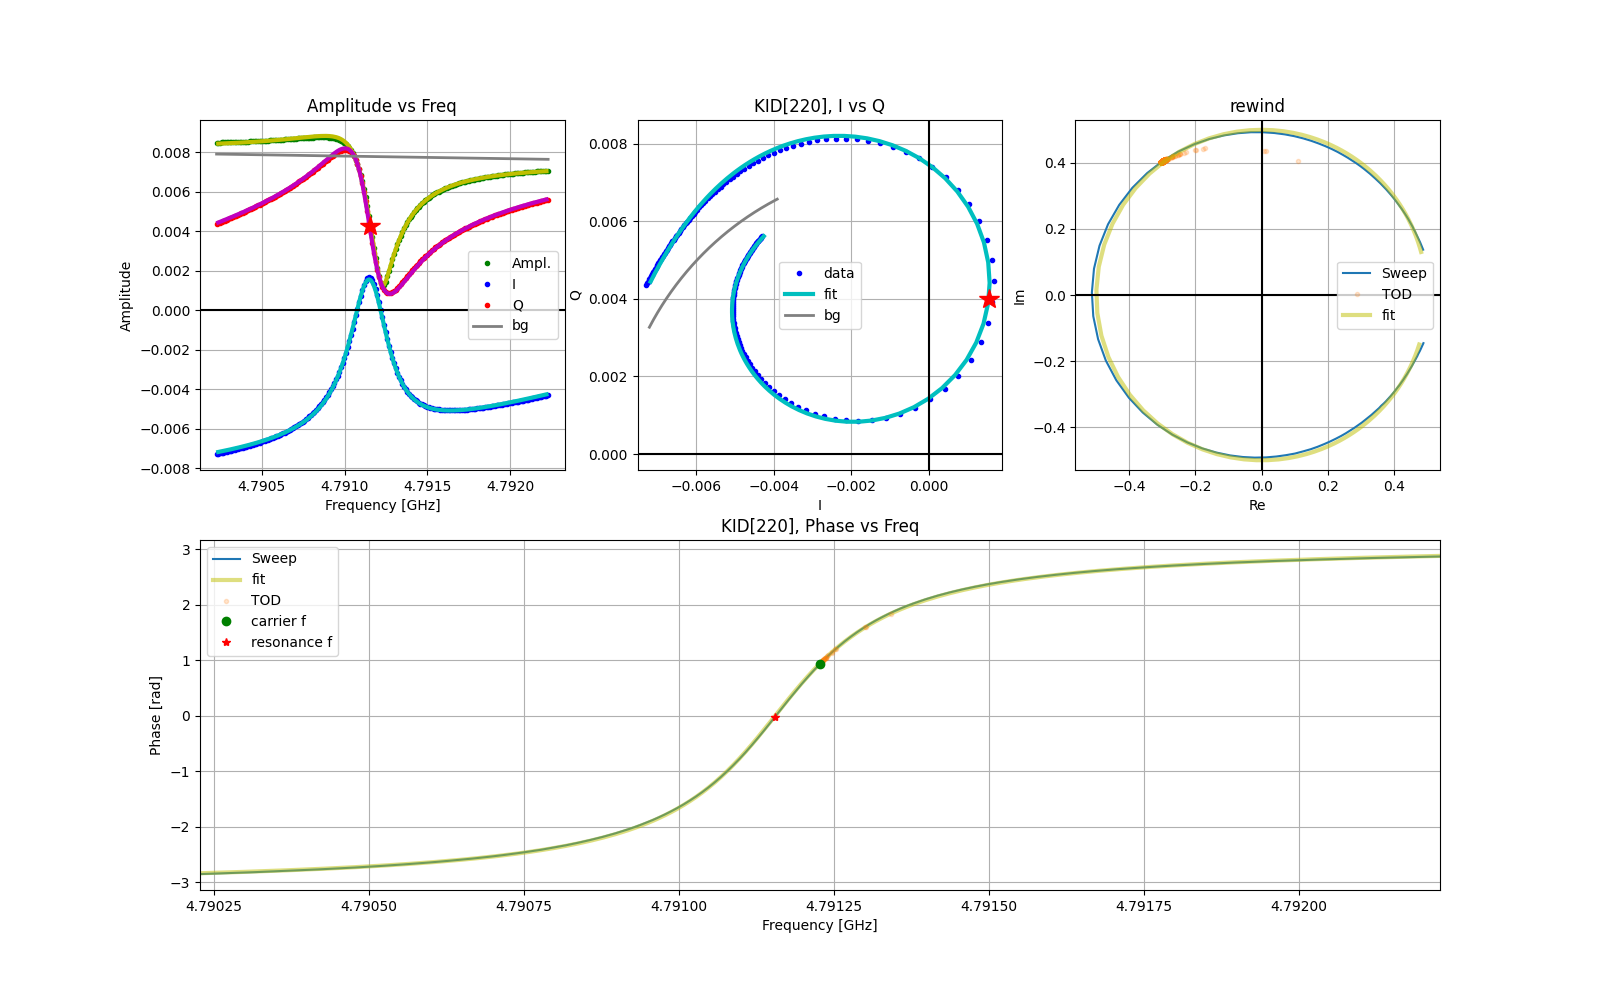 Amplitude vs Freq
Amplitude
0.008
0.006
0.004
0.002
0.000
−0.002
−0.004
−0.006
−0.008
Ampl.
I
Q
bg
4.7905 4.7910 4.7915 4.7920
Frequency [GHz]
KID[220], I vs Q
Q
0.008
0.006
0.004
0.002
0.000
data
fit
bg
−0.006 −0.004 −0.002 0.000
I
rewind
Im
0.4
0.2
0.0
−0.2
−0.4
Sweep
TOD
fit
−0.4 −0.2 0.0 0.2 0.4
Re
KID[220], Phase vs Freq
Phase [rad]
3
2
1
0
−1
−2
−3
Sweep
fit
TOD
carrier f
resonance f
4.79025 4.79050 4.79075 4.79100 4.79125 4.79150 4.79175 4.79200
Frequency [GHz]